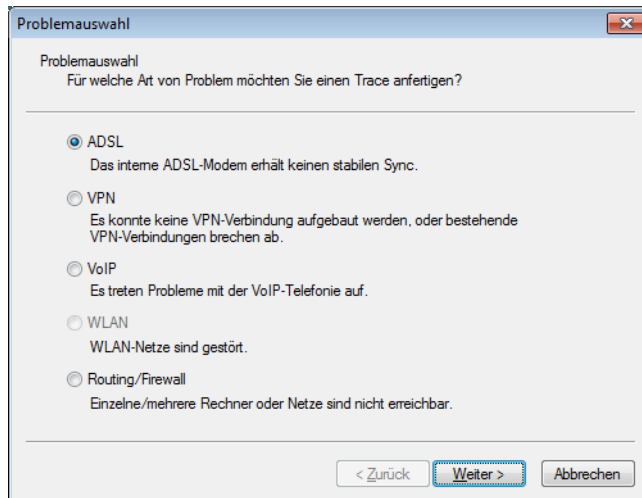 Problemauswahl
Problemauswahl
Für welche Art von Problem möchten Sie einen Trace anfertigen?
ADSL
Das interne ADSL-Modem erhält keinen stabilen Sync.
VPN
Es konnte keine VPN-Verbindung aufgebaut werden, oder bestehende
VPN-Verbindungen brechen ab.
VoIP
Es treten Probleme mit der VoIP-Telefonie auf.
WLAN
WLAN-Netze sind gestört.
Routing/Firewall
Einzelne/mehrere Rechner oder Netze sind nicht erreichbar.
< Zurück Weiter > Abbrechen